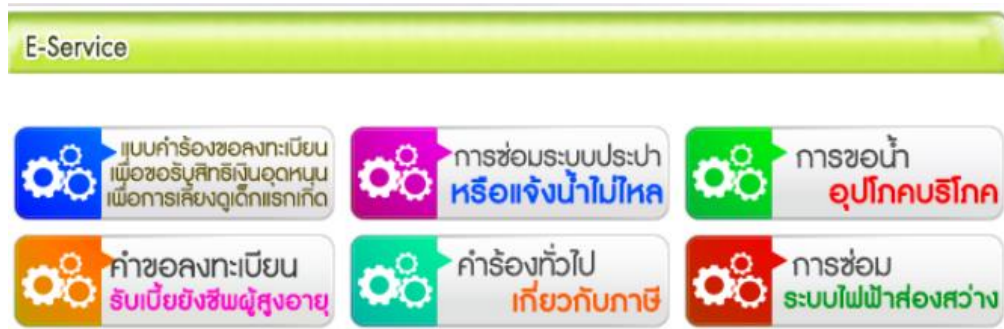 E-Service
แบบคำร้องขอลงทะเบียน
เพื่อขอรับสิทธิเงินอุดหนุน
เพื่อการเลี้ยงดูเด็กแรกเกิด
การซ่อมระบบประปา
หรือแจ้งน้ำไม่ไหล
การขอน้ำ
อุปโภคบริโภค
คำขอลงทะเบียน
รับเบี้ยยังชีพผู้สูงอายุ
คำร้องทั่วไป
เกี่ยวกับภาษี
การซ่อม
ระบบไฟฟ้าส่องสว่าง